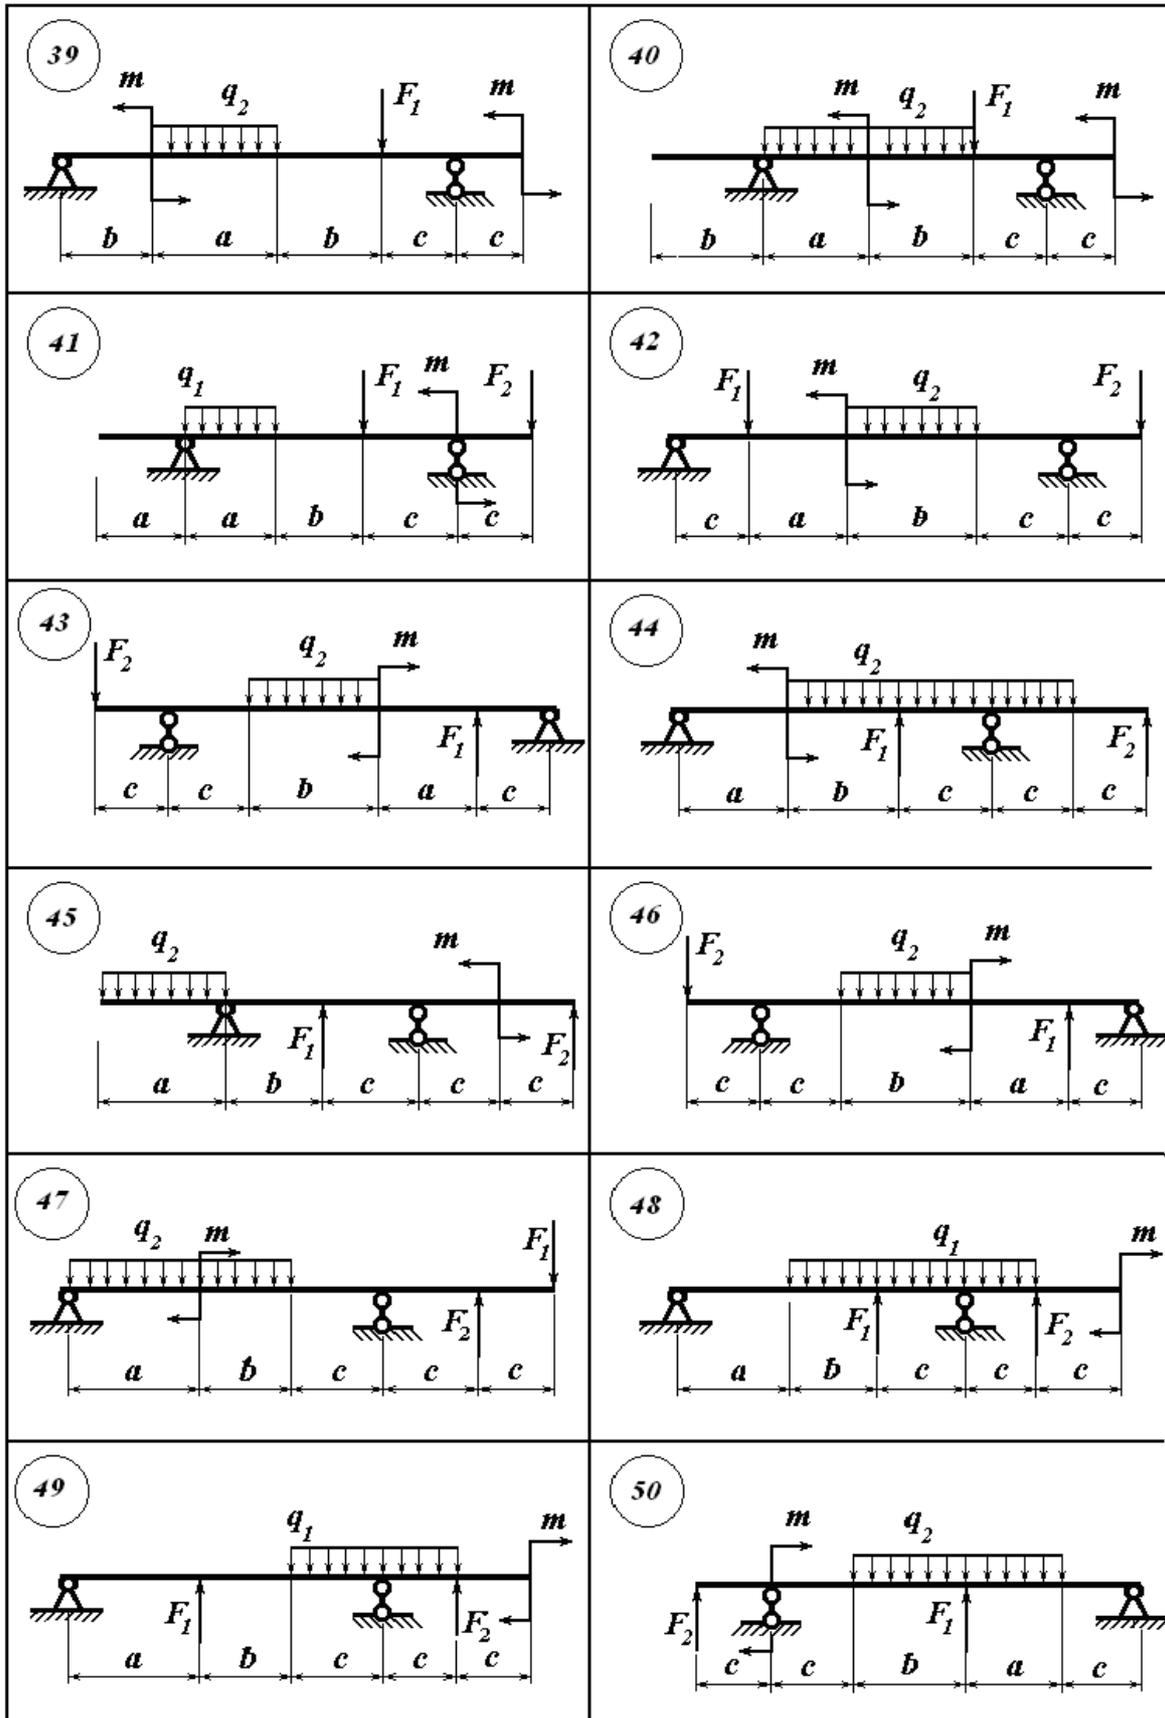 39
m q₂ F₁ m
b a b c c
40
m q₂ F₁ m
b a b c c
41
q₁ F₁ m F₂
a a b c c
42
F₁ m q₂ F₂
c a b c c
43
F₂ q₂ m
F₁
c c b a c
44
m q₂
F₁ F₂
a b c c c
45
q₂ m
F₁ F₂
a b c c c
46
F₂ q₂ m
F₁
c c b a c
47
q₂ m F₁
F₂
a b c c c
48
q₁ m
F₁ F₂
a b c c c
49
q₁ m
F₁ F₂
a b c c c
50
m q₂
F₂ F₁
c c b a c